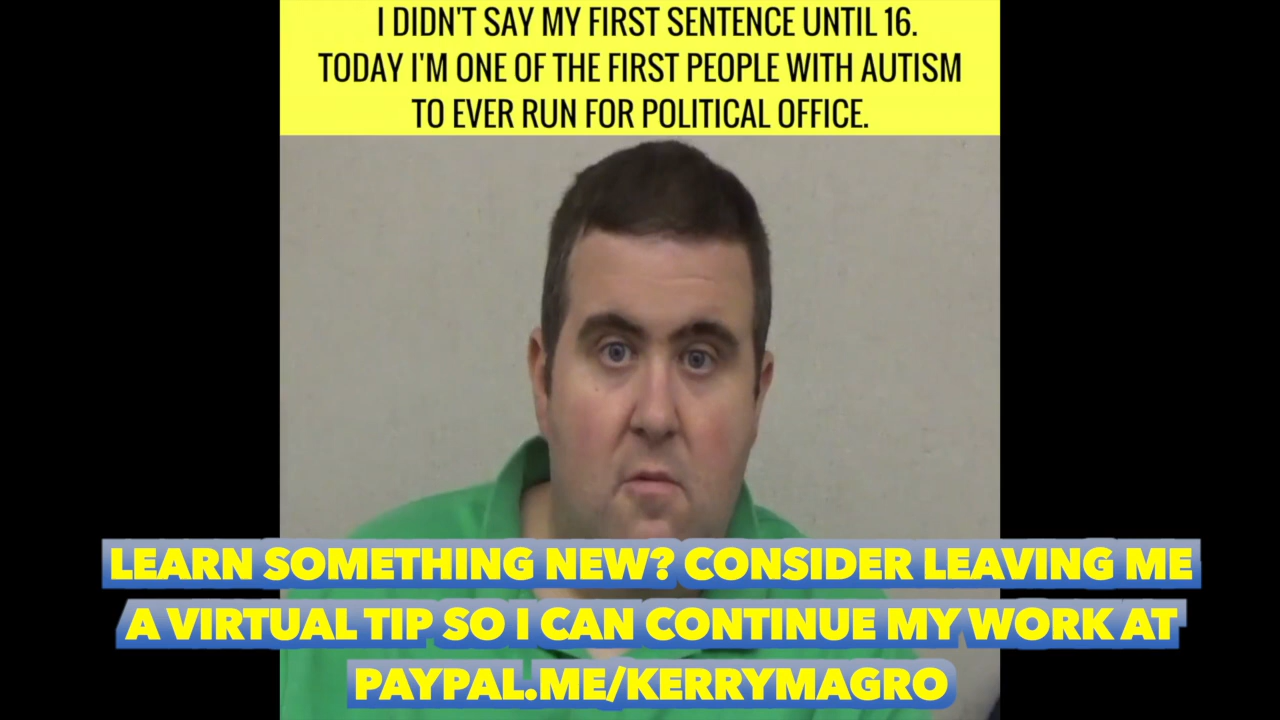 I DIDN'T SAY MY FIRST SENTENCE UNTIL 16.
TODAY I'M ONE OF THE FIRST PEOPLE WITH AUTISM
TO EVER RUN FOR POLITICAL OFFICE.
LEARN SOMETHING NEW? CONSIDER LEAVING ME
A VIRTUAL TIP SO I CAN CONTINUE MY WORK AT
PAYPAL.ME/KERRYMAGRO